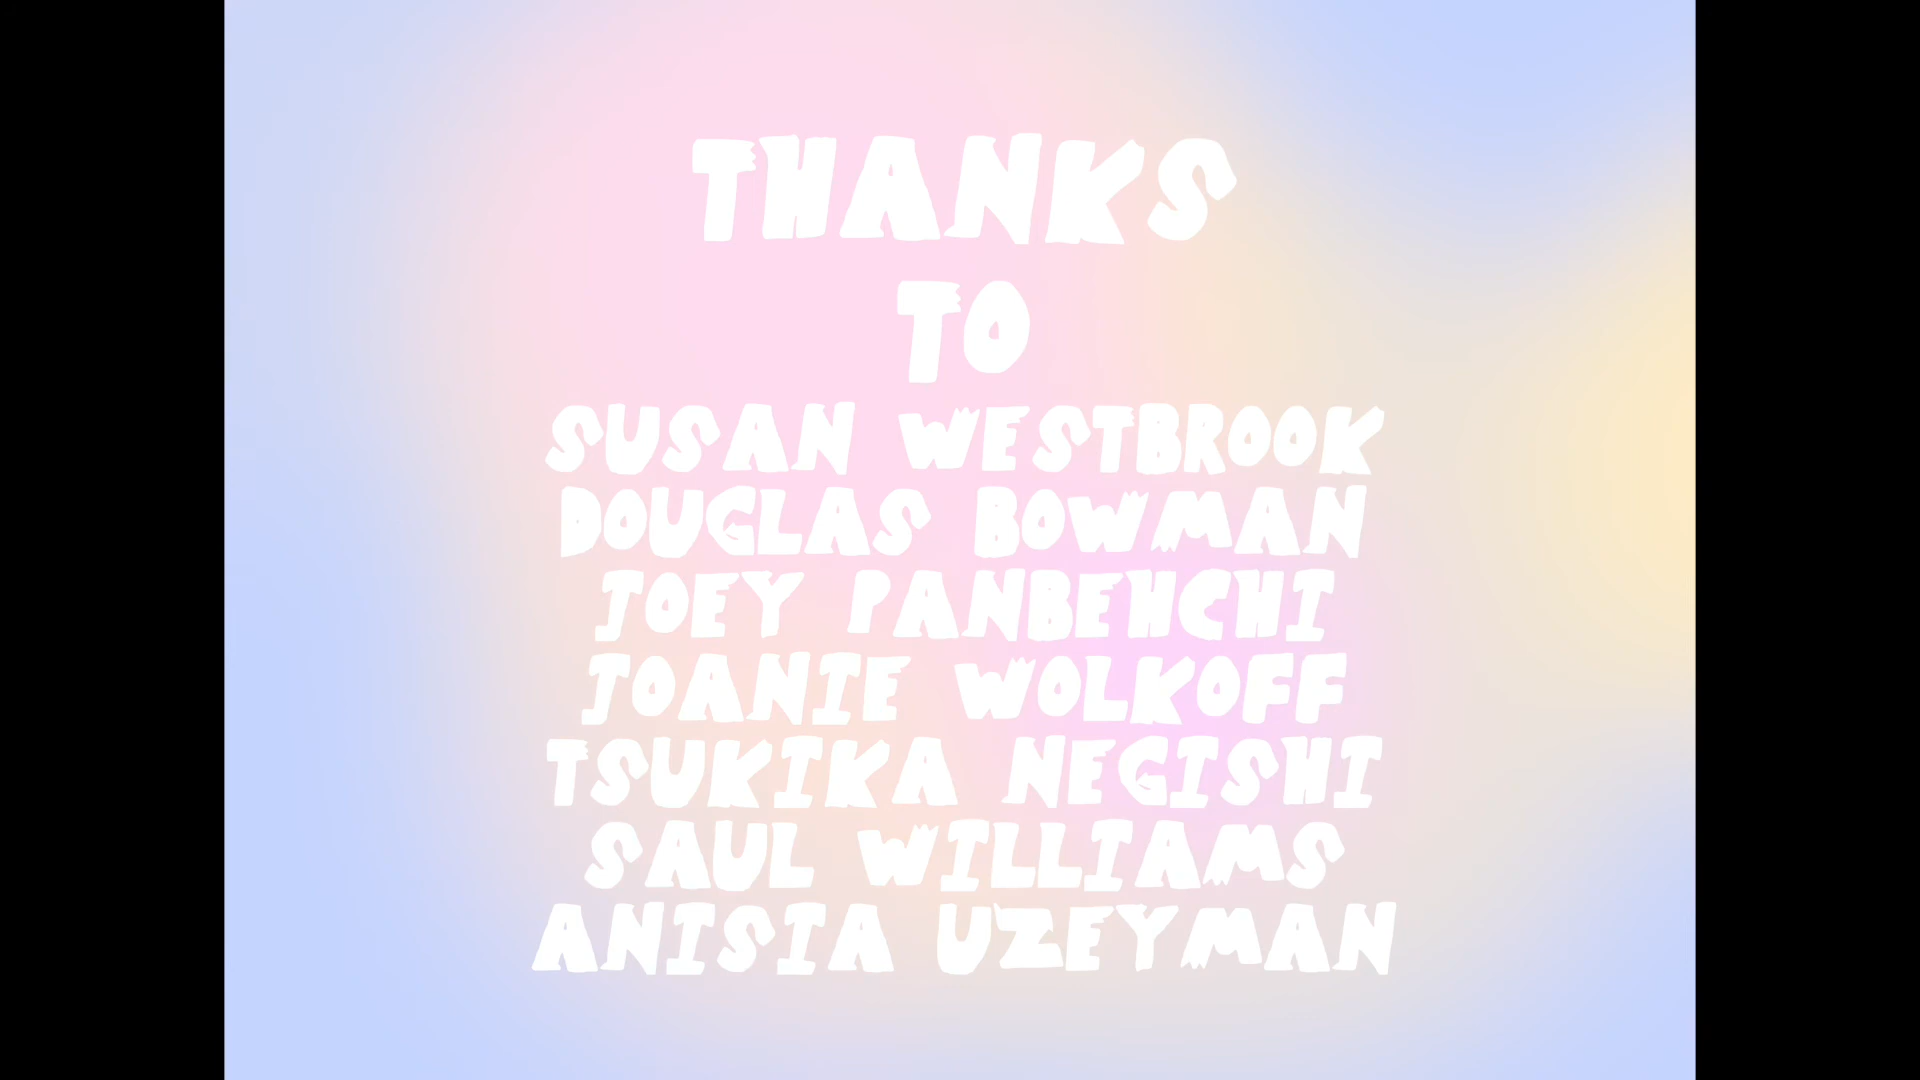 THANKS
TO
SUSAN WESTBROOK
DOUGLAS BOWMAN
JOEY PANBEHCHI
JOANIE WOLKOFF
TSUKIKA NEGISHI
SAUL WILLIAMS
ANISIA UZEYMAN